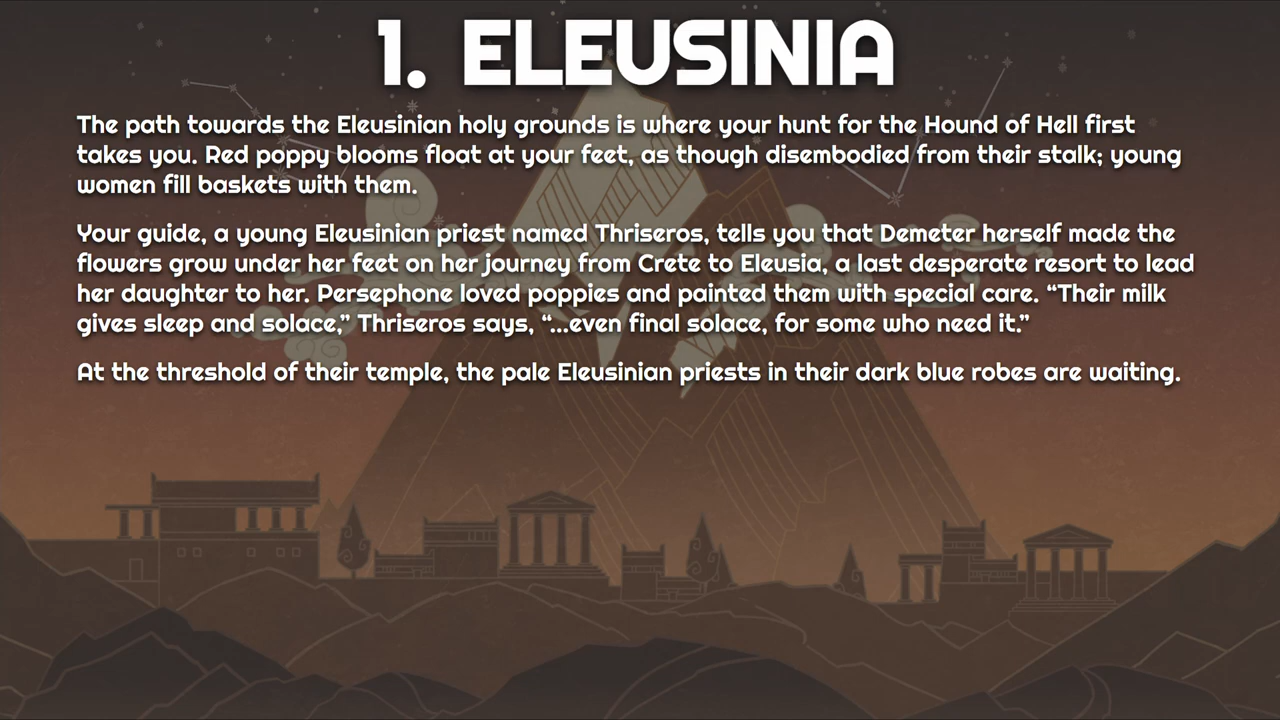 1. ELEUSINIA
The path towards the Eleusinian holy grounds is where your hunt for the Hound of Hell first
takes you. Red poppy blooms float at your feet, as though disembodied from their stalk; young
women fill baskets with them.
Your guide, a young Eleusinian priest named Thriseros, tells you that Demeter herself made the
flowers grow under her feet on her journey from Crete to Eleusia, a last desperate resort to lead
her daughter to her. Persephone loved poppies and painted them with special care. “Their milk
gives sleep and solace,” Thriseros says, “...even final solace, for some who need it.”
At the threshold of their temple, the pale Eleusinian priests in their dark blue robes are waiting.